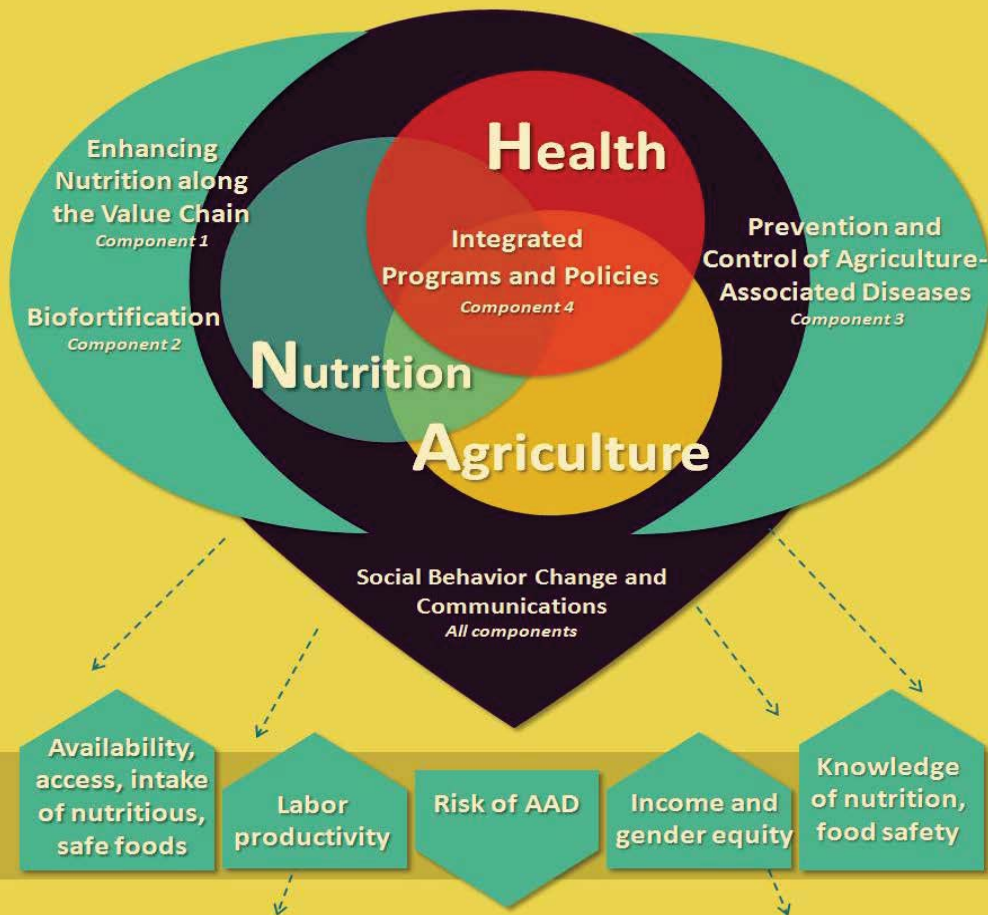 Health
Enhancing
Nutrition along
the Value Chain
Component 1
Biofortification
Component 2
Integrated
Programs and Policies
Component 4
Prevention and
Control of Agriculture-
Associated Diseases
Component 3
Nutrition
Agriculture
Social Behavior Change and
Communications
All components
Availability,
access, intake
of nutritious,
safe foods
Labor
productivity
Risk of AAD
Income and
gender equity
Knowledge
of nutrition,
food safety